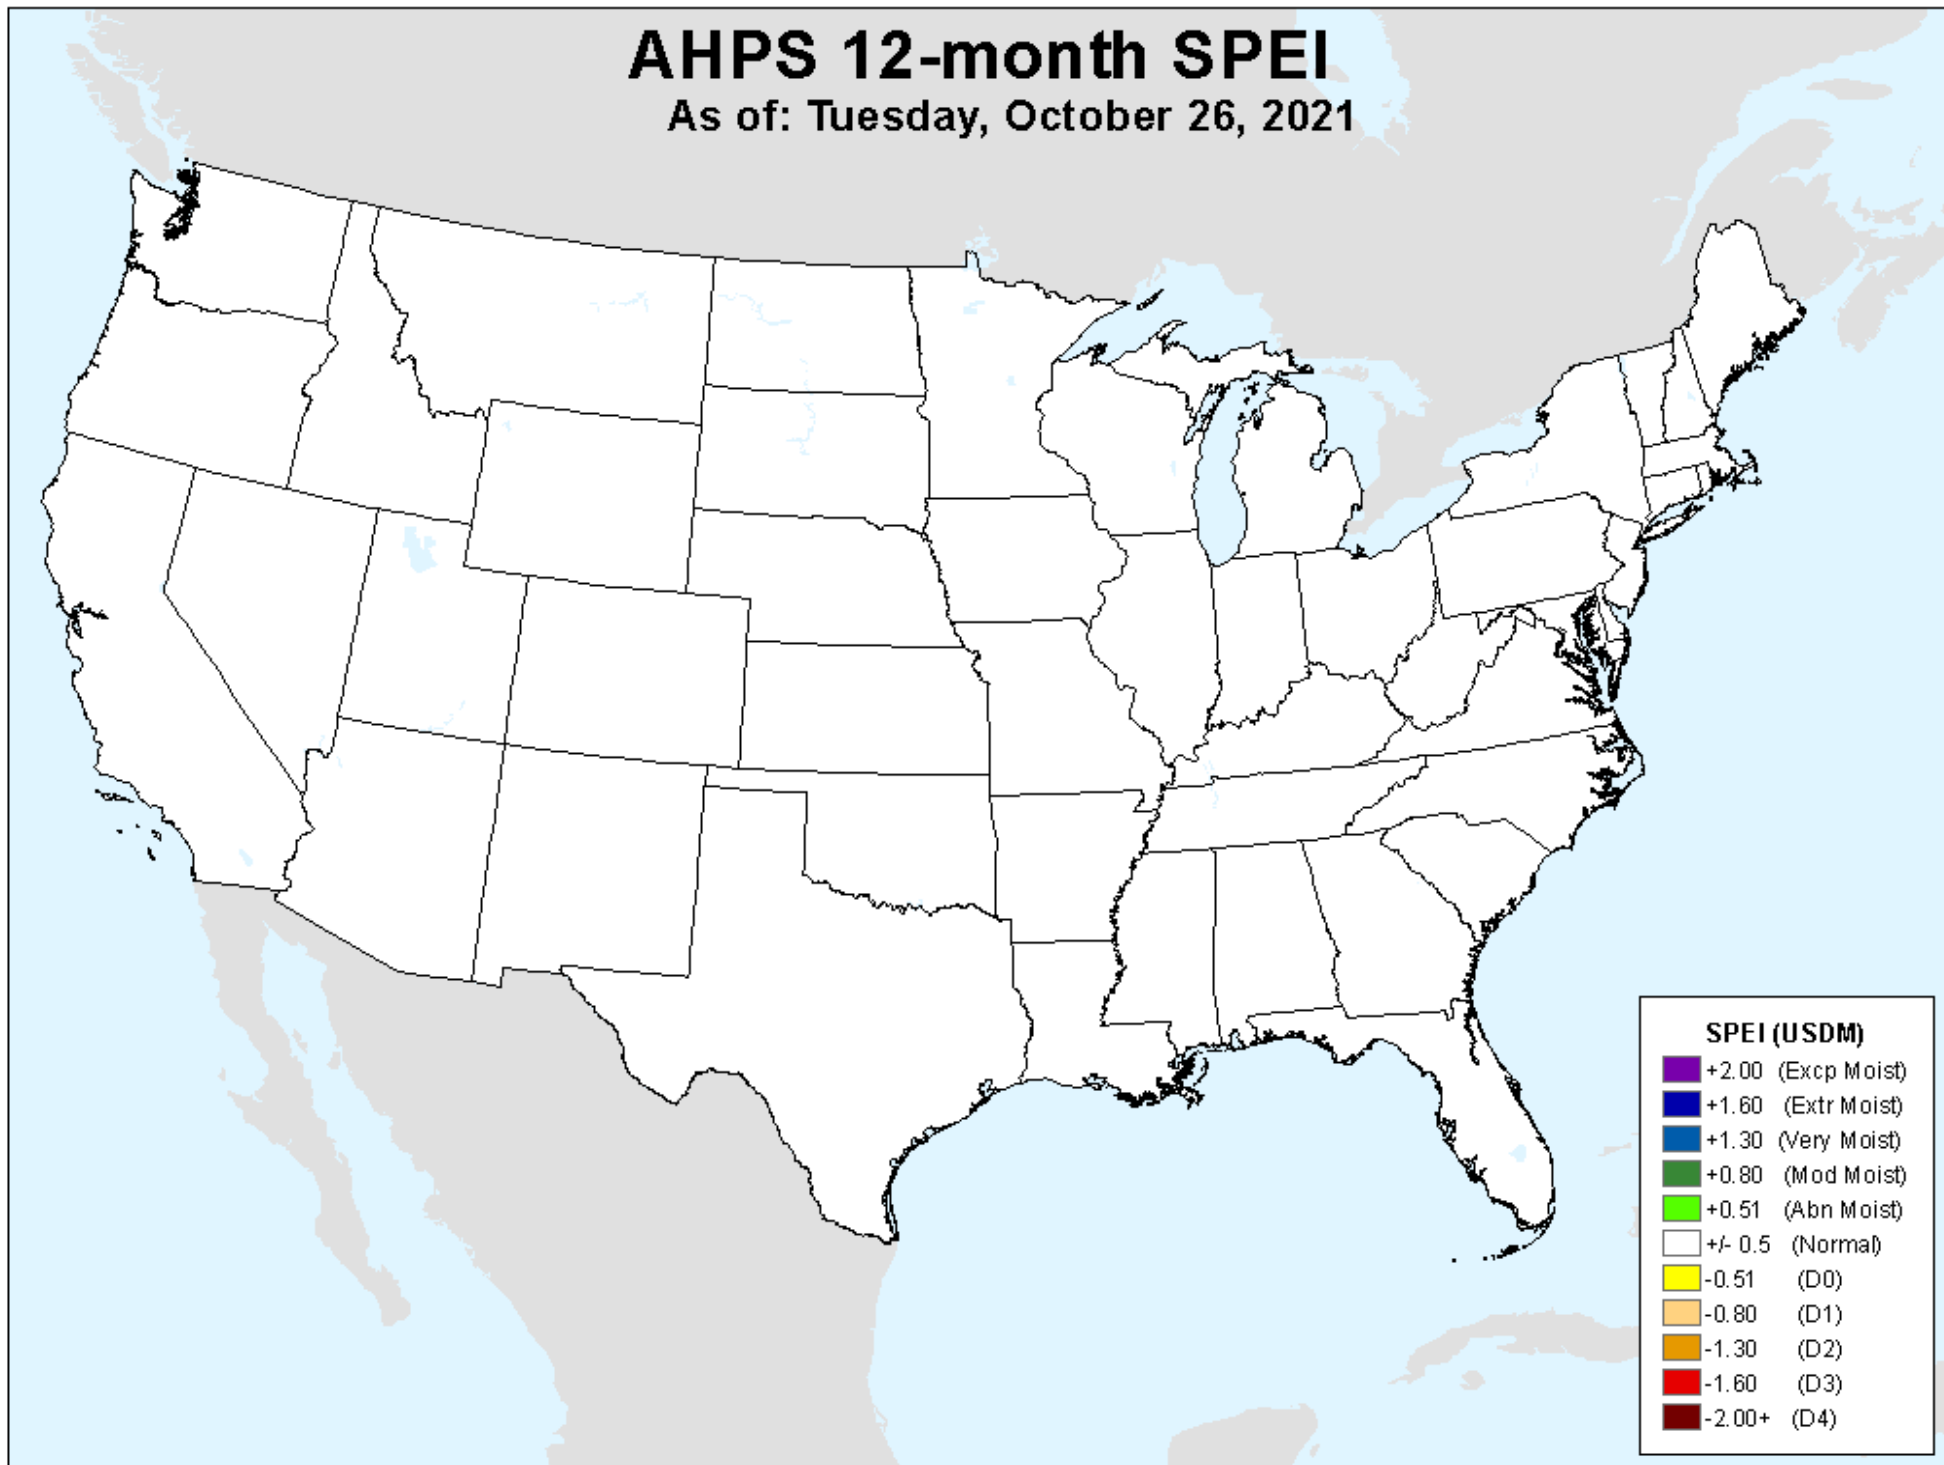 AHPS 12-month SPEI
As of: Tuesday, October 26, 2021
SPEI (USDM)
+2.00 (Excp Moist)
+1.60 (Extr Moist)
+1.30 (Very Moist)
+0.80 (Mod Moist)
+0.51 (Abn Moist)
+/- 0.5 (Normal)
-0.51 (D0)
-0.80 (D1)
-1.30 (D2)
-1.60 (D3)
-2.00+ (D4)